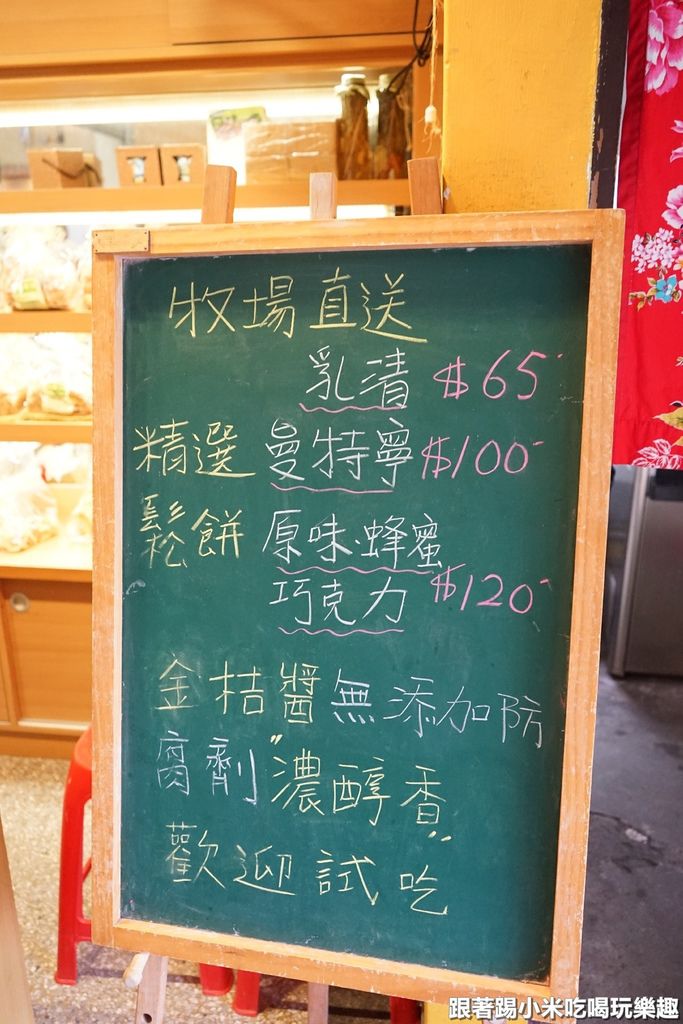 牧場直送
乳清 $65
精選 曼特寧 $100
鬆餅 原味·蜂蜜
巧克力 $120
金桔醬無添加防
腐劑"濃醇香"
歡迎試吃
跟著踢小米吃喝玩樂趣